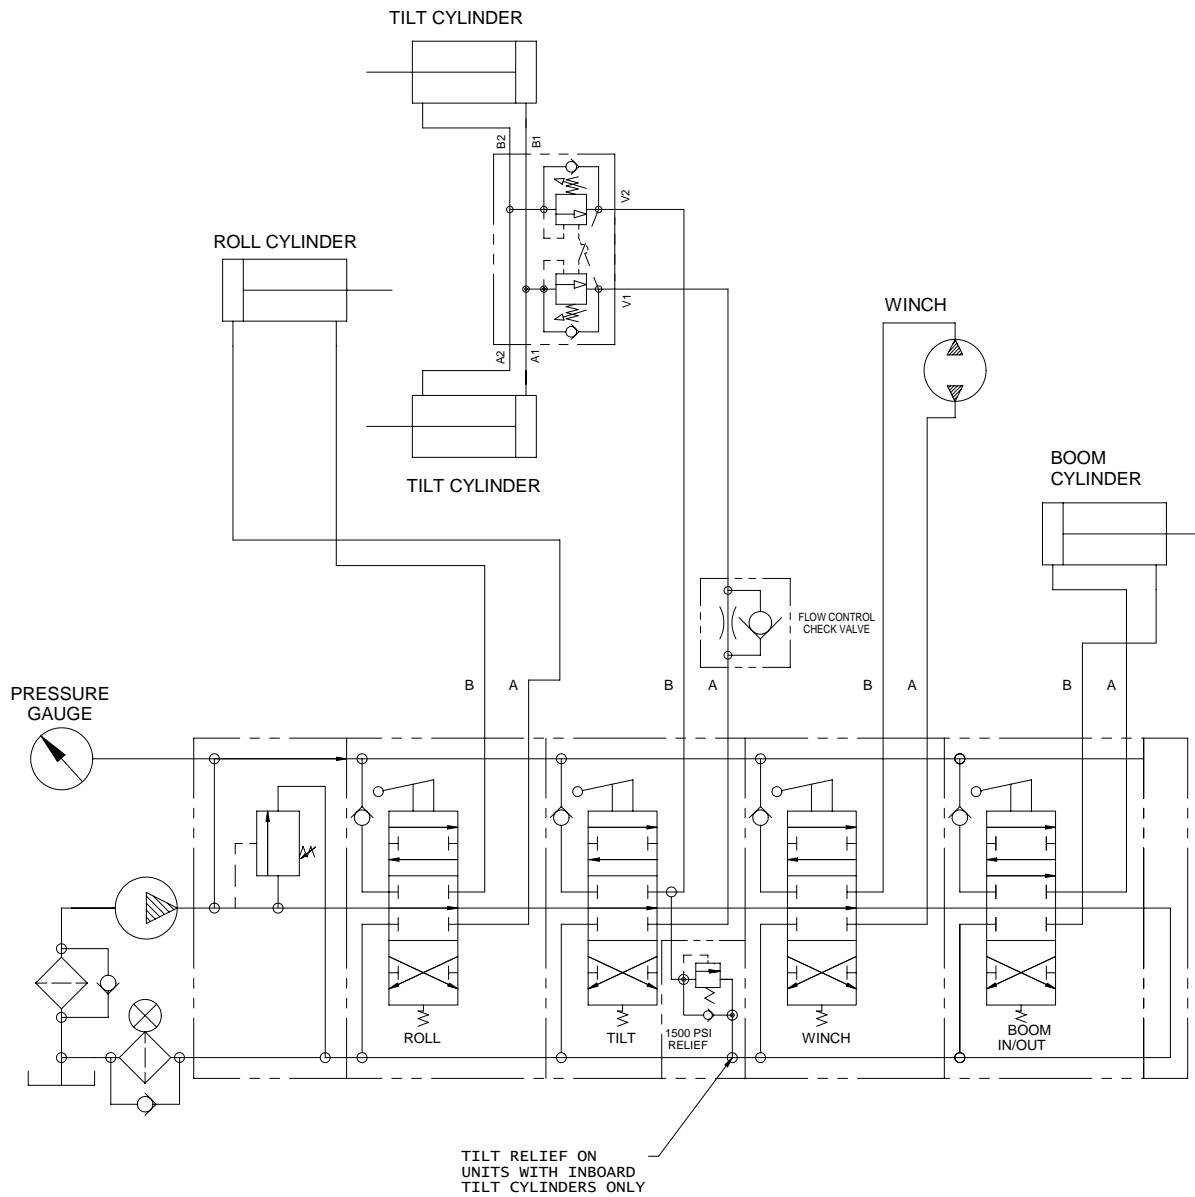 TILT CYLINDER
B2
B1
V2
ROLL CYLINDER
V1
WINCH
A2
A1
BOOM
CYLINDER
TILT CYLINDER
FLOW CONTROL
CHECK VALVE
B
A
B
A
B
A
B
A
PRESSURE
GAUGE
ROLL
TILT
1500 PSI
RELIEF
WINCH
BOOM
IN/OUT
TILT RELIEF ON
UNITS WITH INBOARD
TILT CYLINDERS ONLY